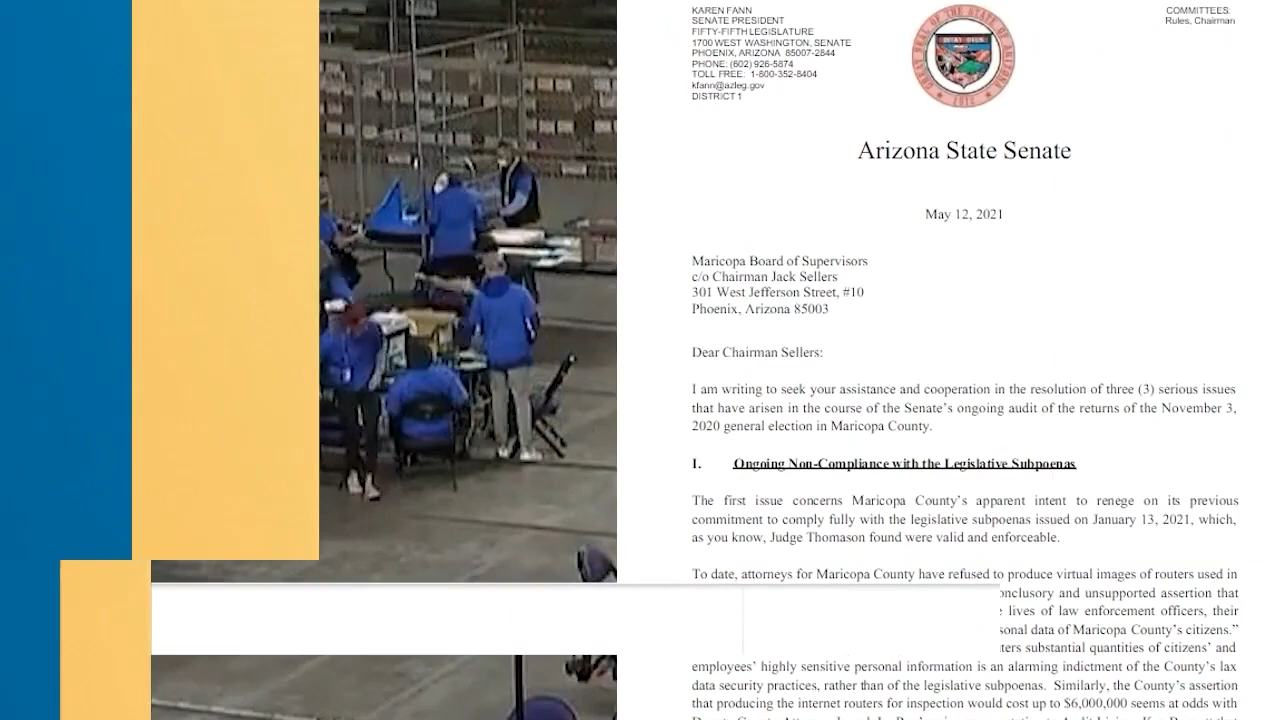 KAREN FANN
SENATE PRESIDENT
FIFTY-FIFTH LEGISLATURE
1700 WEST WASHINGTON, SENATE
PHOENIX, ARIZONA 85007-2844
PHONE: (602) 926-5874
TOLL FREE: 1-800-352-8404
kfann@azleg.gov
DISTRICT 1
COMMITTEES:
Rules, Chairman
GREAT SEAL OF THE STATE OF ARIZONA
1912
Arizona State Senate
May 12, 2021
Maricopa Board of Supervisors
c/o Chairman Jack Sellers
301 West Jefferson Street, #10
Phoenix, Arizona 85003
Dear Chairman Sellers:
I am writing to seek your assistance and cooperation in the resolution of three (3) serious issues
that have arisen in the course of the Senate's ongoing audit of the returns of the November 3,
2020 general election in Maricopa County.
I. Ongoing Non-Compliance with the Legislative Subpoenas
The first issue concerns Maricopa County's apparent intent to renege on its previous
commitment to comply fully with the legislative subpoenas issued on January 13, 2021, which,
as you know, Judge Thomason found were valid and enforceable.
To date, attorneys for Maricopa County have refused to produce virtual images of routers used in
onclusory and unsupported assertion that
lives of law enforcement officers, their
sonal data of Maricopa County's citizens."
ters substantial quantities of citizens' and
employees' highly sensitive personal information is an alarming indictment of the County's lax
data security practices, rather than of the legislative subpoenas. Similarly, the County's assertion
that producing the internet routers for inspection would cost up to $6,000,000 seems at odds with